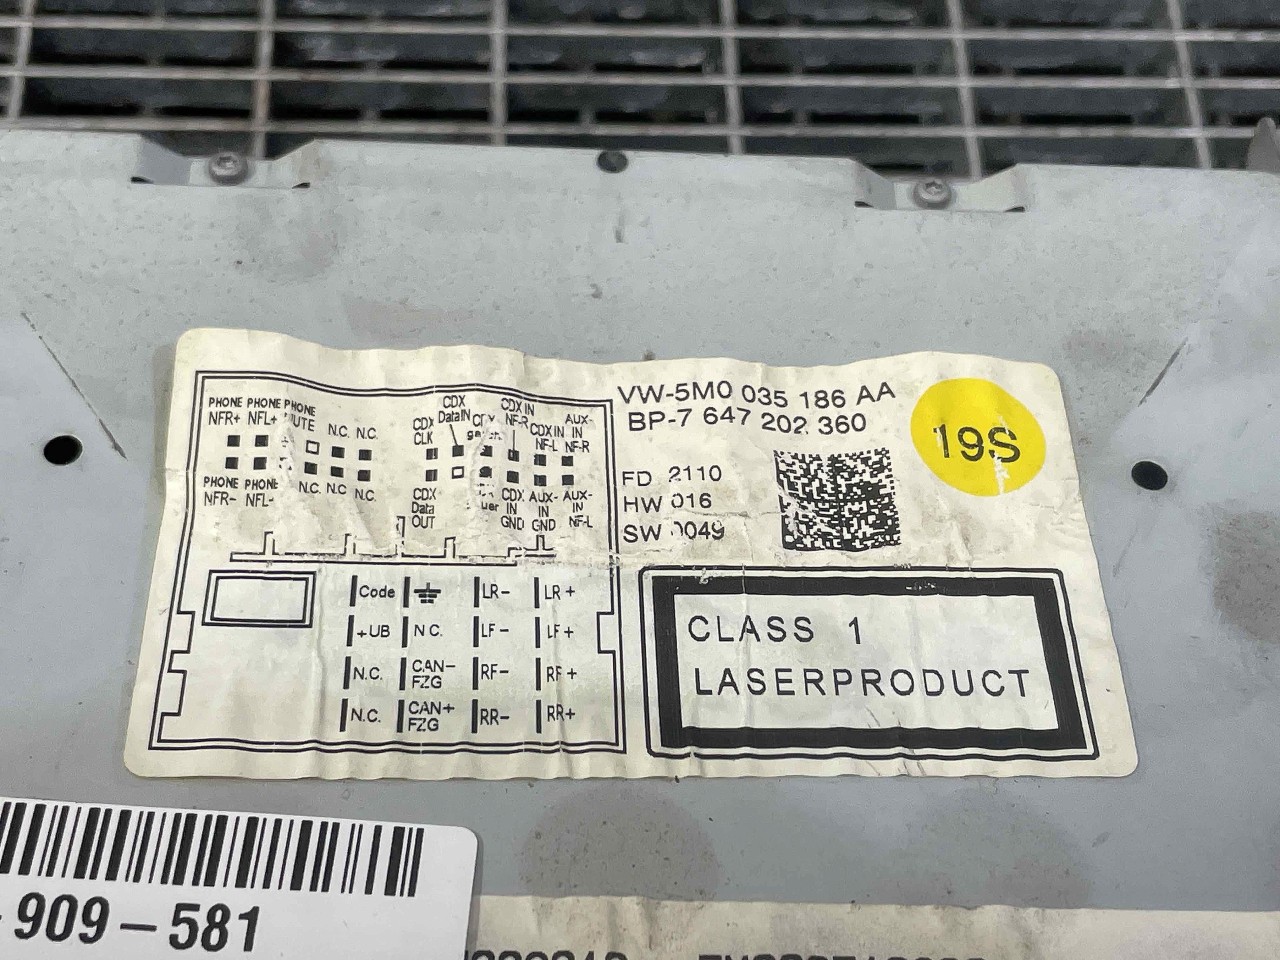 VW-5M0 035 186 AA
BP-7 647 202 360
19S
FD 2110
HW 016
SW 0049
PHONE PHONE PHONE
NFR+ NFL+ N.C. N.C.
CDX CLK
CDX DataIN
CDX IN NF-R
CDX IN NF-L
AUX-IN NF-R
PHONE PHONE
NFR- NFL-
N.C. N.C N.C.
CDX Data OUT
CDX IN GND
AUX-IN GND
AUX-IN NF-L
Code LR- LR+
+UB N C. LF- LF+
N.C. CAN- FZG RF- RF+
N.C. CAN+ FZG RR- RR+
CLASS 1
LASERPRODUCT
909-581